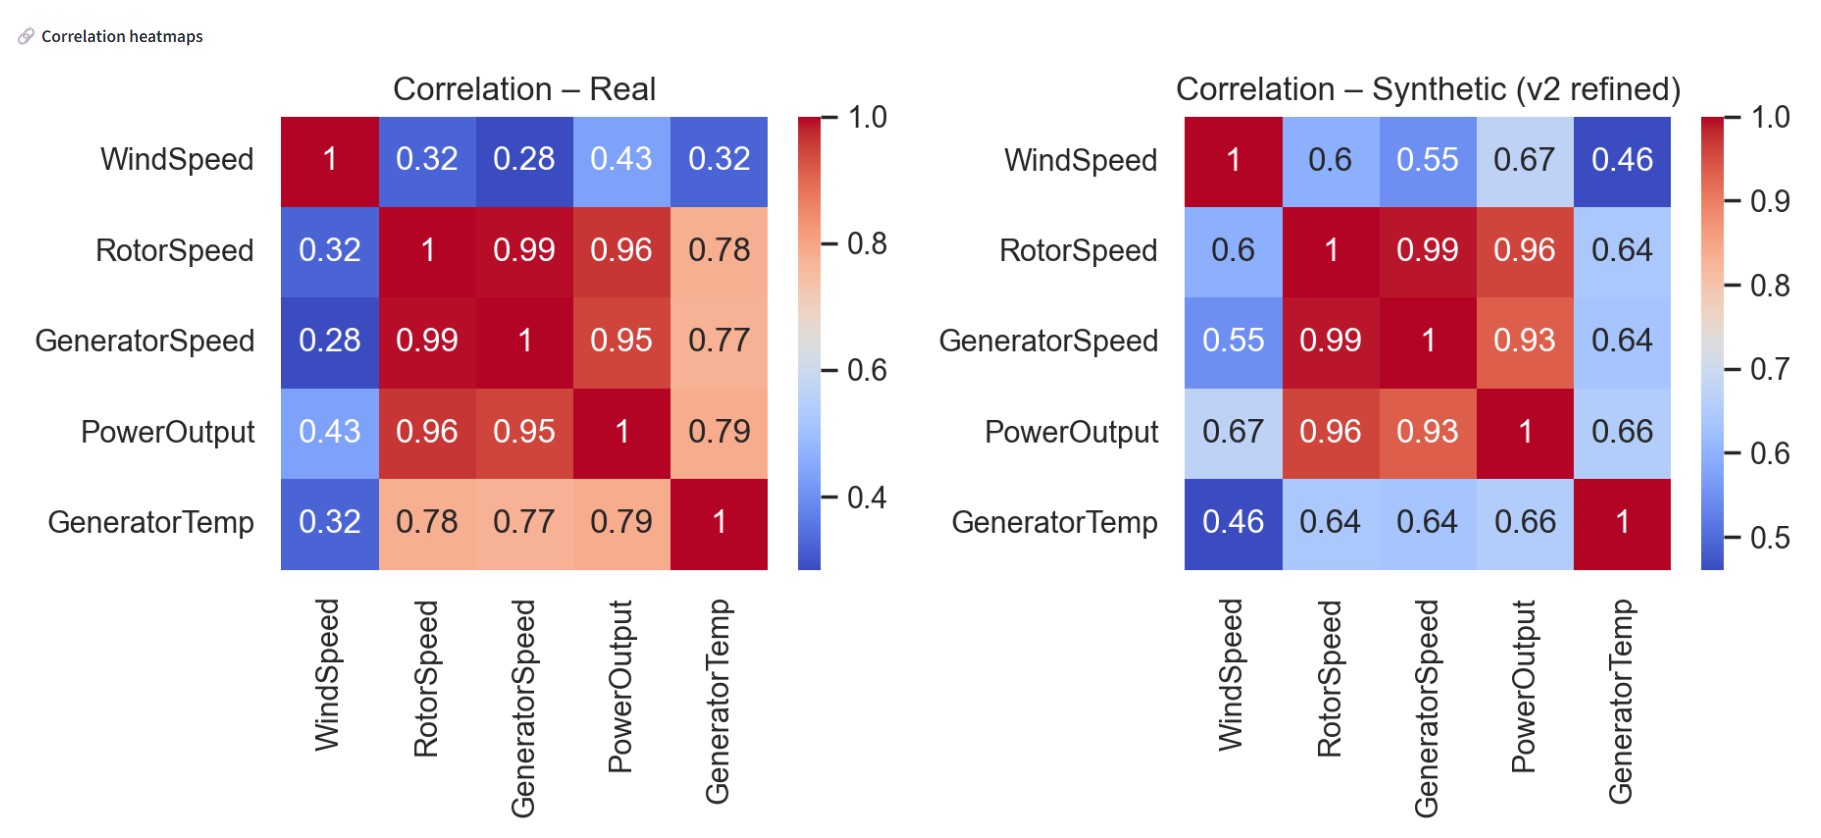 Correlation heatmaps
Correlation – Real
WindSpeed 1 0.32 0.28 0.43 0.32
RotorSpeed 0.32 1 0.99 0.96 0.78
GeneratorSpeed 0.28 0.99 1 0.95 0.77
PowerOutput 0.43 0.96 0.95 1 0.79
GeneratorTemp 0.32 0.78 0.77 0.79 1
WindSpeed RotorSpeed GeneratorSpeed PowerOutput GeneratorTemp
1.0
0.8
0.6
0.4
Correlation – Synthetic (v2 refined)
WindSpeed 1 0.6 0.55 0.67 0.46
RotorSpeed 0.6 1 0.99 0.96 0.64
GeneratorSpeed 0.55 0.99 1 0.93 0.64
PowerOutput 0.67 0.96 0.93 1 0.66
GeneratorTemp 0.46 0.64 0.64 0.66 1
WindSpeed RotorSpeed GeneratorSpeed PowerOutput GeneratorTemp
1.0
0.9
0.8
0.7
0.6
0.5